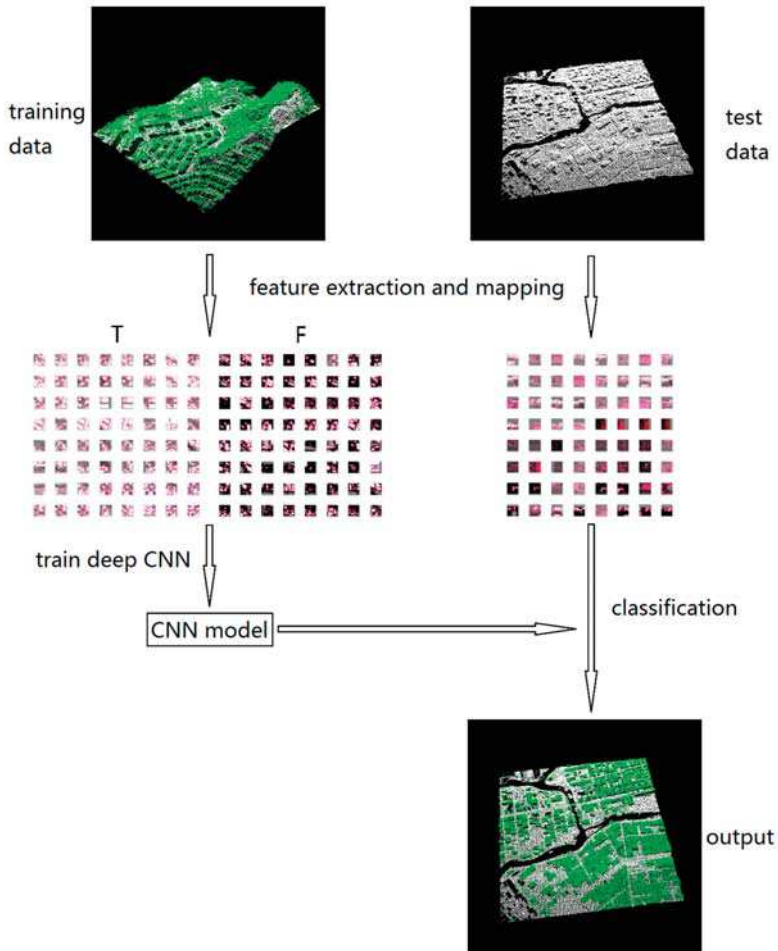 training
data
test
data
feature extraction and mapping
T
F
train deep CNN
CNN model
classification
output